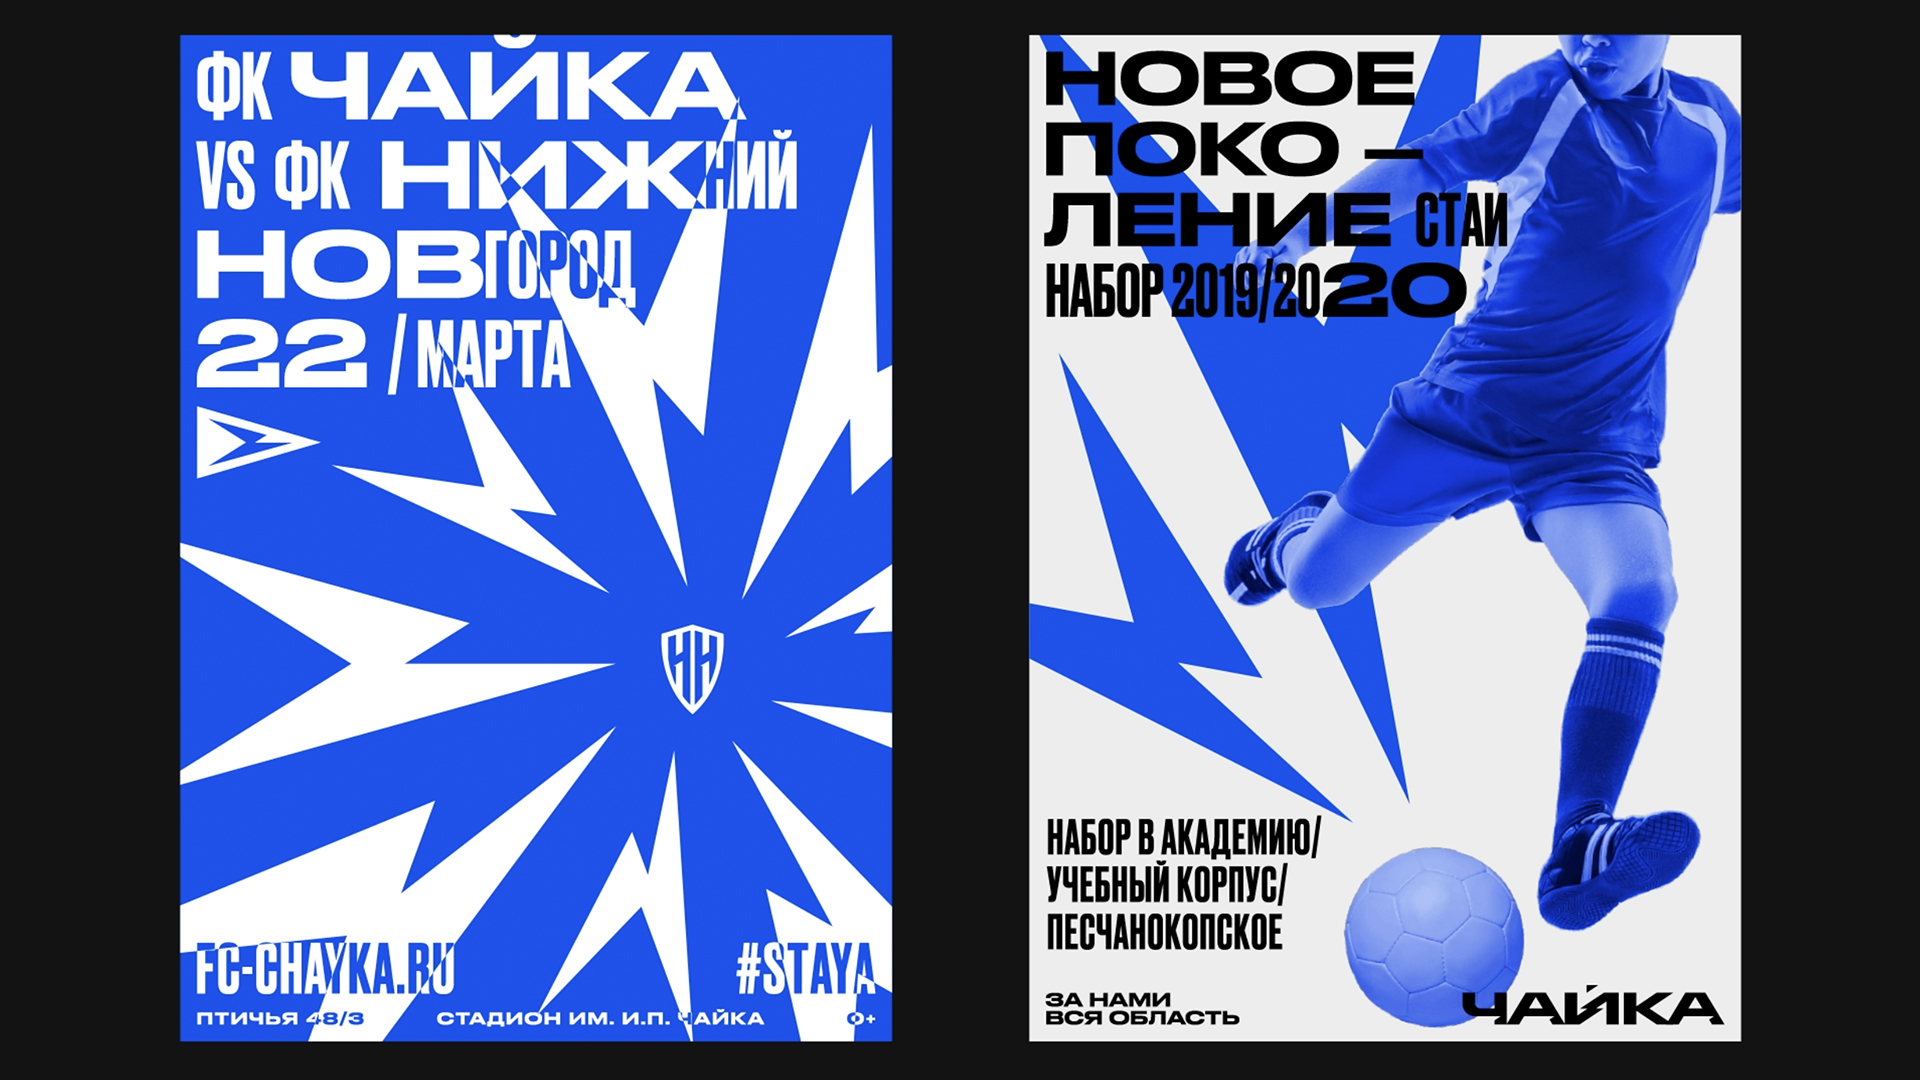 ФК ЧАЙКА
VS ФК НИЖНИЙ
НОВГОРОД
22 / МАРТА
НН
FC-CHAYKA.RU
#STAYA
ПТИЧЬЯ 48/3
СТАДИОН ИМ. И.П. ЧАЙКА
0+
НОВОЕ
ПОКО –
ЛЕНИЕ СТАИ
НАБОР 2019/2020
НАБОР В АКАДЕМИЮ/
УЧЕБНЫЙ КОРПУС/
ПЕСЧАНОКОПСКОЕ
ЗА НАМИ
ВСЯ ОБЛАСТЬ
ЧАЙКА